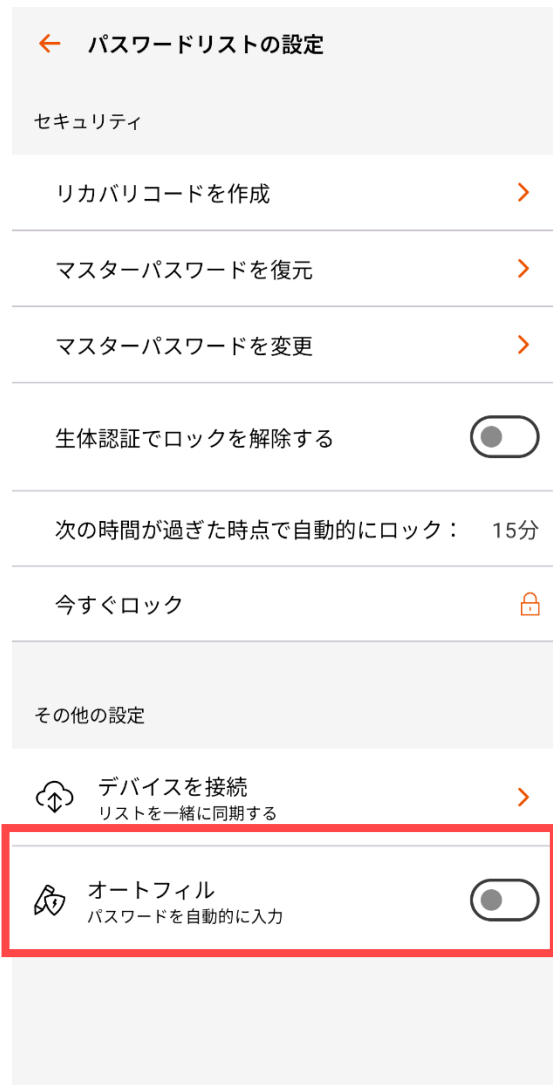 パスワードリストの設定
セキュリティ
リカバリコードを作成
マスターパスワードを復元
マスターパスワードを変更
生体認証でロックを解除する
次の時間が過ぎた時点で自動的にロック： 15分
今すぐロック
その他の設定
デバイスを接続
リストを一緒に同期する
オートフィル
パスワードを自動的に入力